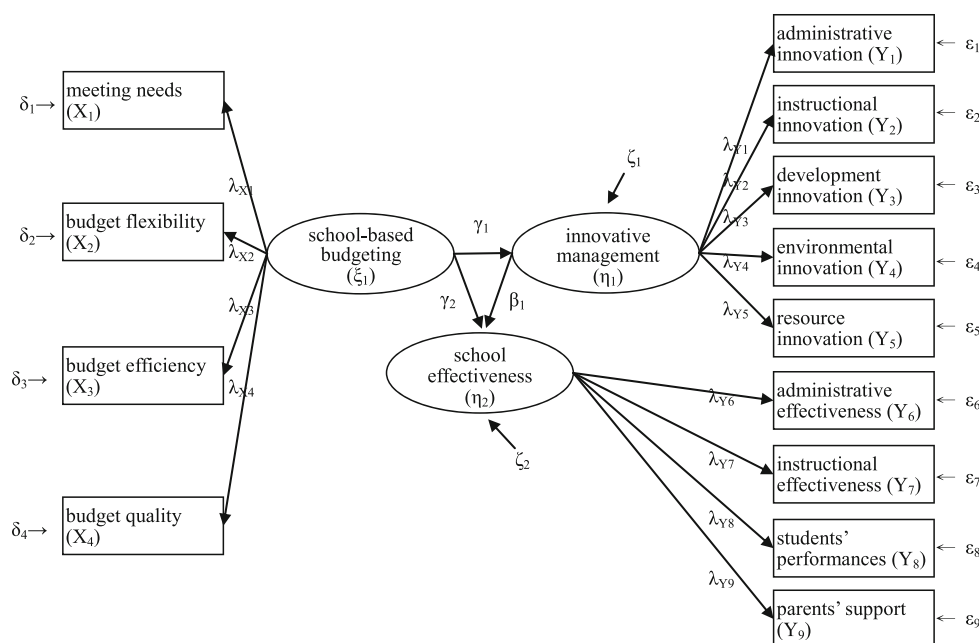 δ₁→
meeting needs
(X₁)
δ₂→
budget flexibility
(X₂)
δ₃→
budget efficiency
(X₃)
δ₄→
budget quality
(X₄)
λX1
λX2
λX3
λX4
school-based
budgeting
(ξ₁)
γ₁
γ₂
β₁
ζ₁
innovative
management
(η₁)
school
effectiveness
(η₂)
ζ₂
λY1
λY2
λY3
λY4
λY5
λY6
λY7
λY8
λY9
administrative
innovation (Y₁)
← ε₁
instructional
innovation (Y₂)
← ε₂
development
innovation (Y₃)
← ε₃
environmental
innovation (Y₄)
← ε₄
resource
innovation (Y₅)
← ε₅
administrative
effectiveness (Y₆)
← ε₆
instructional
effectiveness (Y₇)
← ε₇
students'
performances (Y₈)
← ε₈
parents' support
(Y₉)
← ε₉